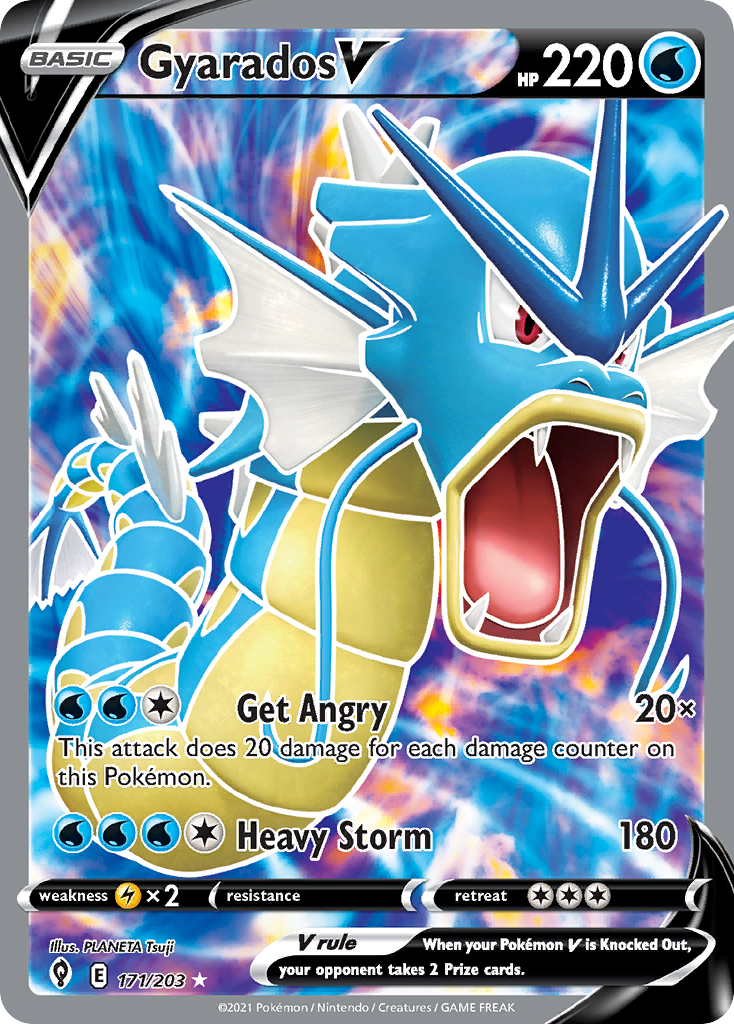 BASIC Gyarados V HP 220
Get Angry 20×
This attack does 20 damage for each damage counter on
this Pokémon.
Heavy Storm 180
weakness ×2 resistance retreat
Illus. PLANETA Tsuji
V rule When your Pokémon V is Knocked Out,
your opponent takes 2 Prize cards.
E 171/203 ★
©2021 Pokémon / Nintendo / Creatures / GAME FREAK